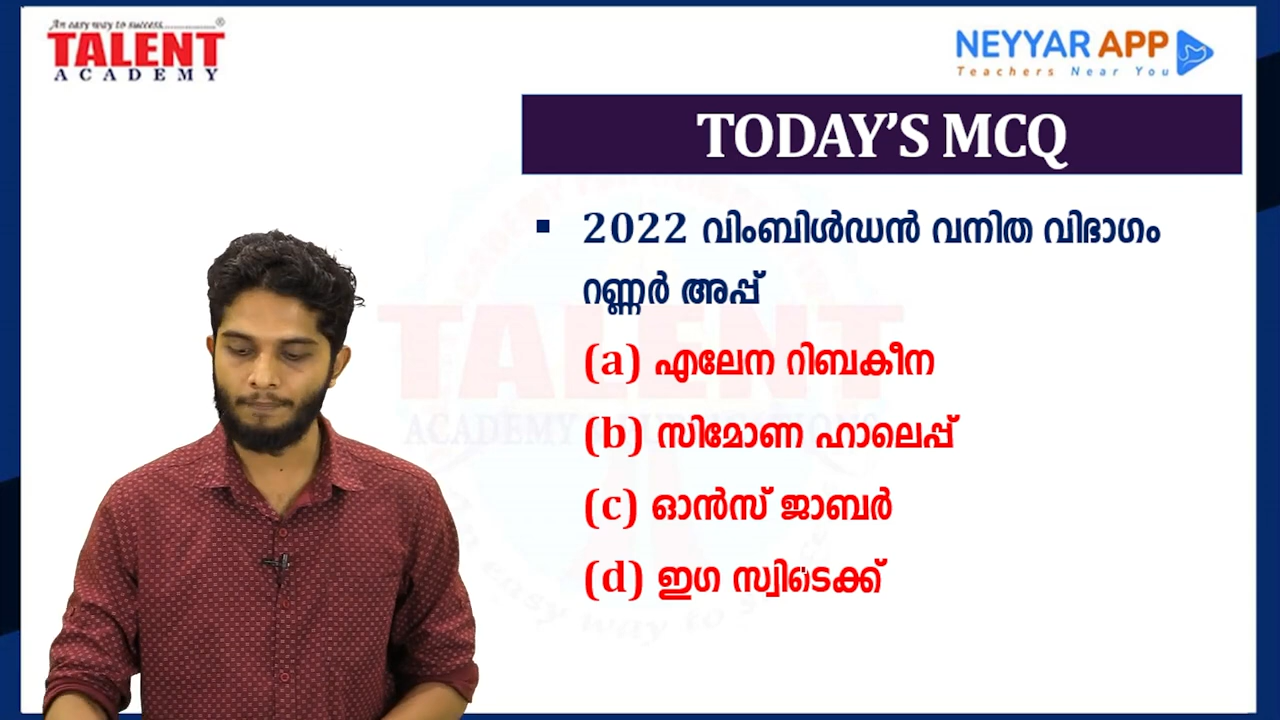 An easy way to success................®
TALENT
ACADEMY
NEYYAR APP
Teachers Near You
TODAY'S MCQ
▪ 2022 വിംബിൾഡൻ വനിത വിഭാഗം
റണ്ണർ അപ്പ്
(a) എലേന റിബകീന
(b) സിമോണ ഹാലെപ്പ്
(c) ഓൻസ് ജാബർ
(d) ഇഗ സ്വിടെക്ക്